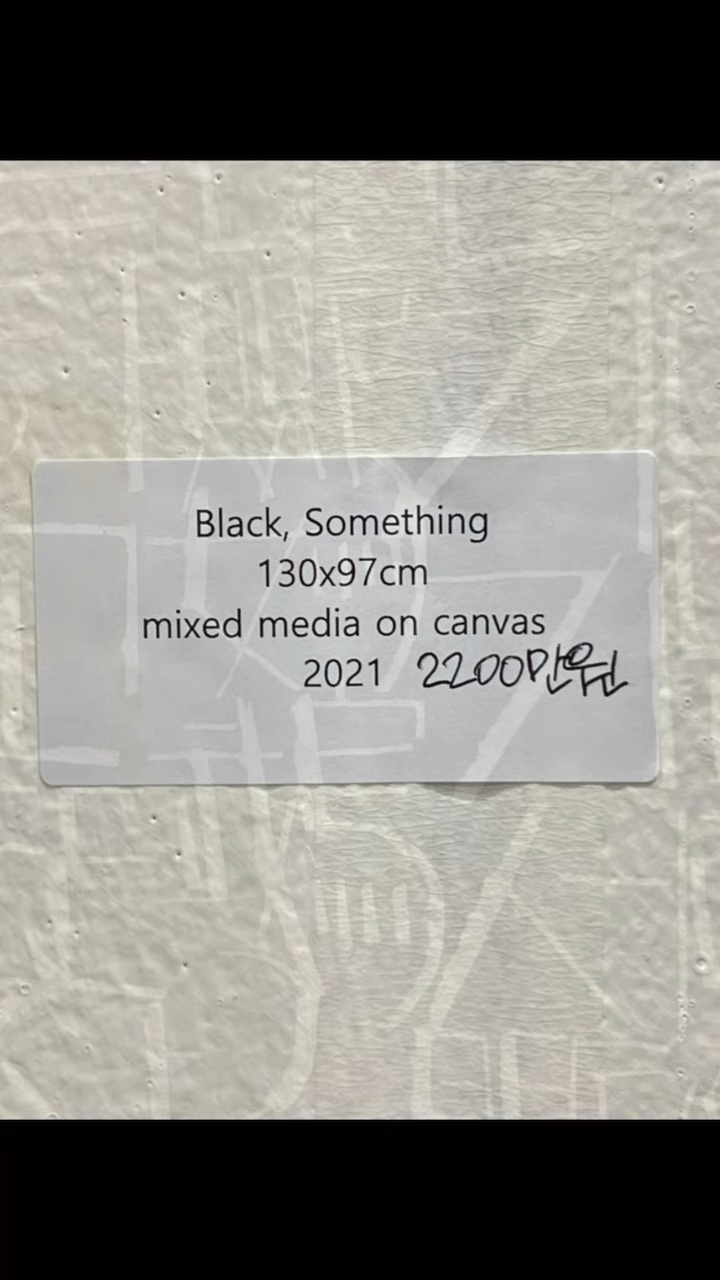 Black, Something
130x97cm
mixed media on canvas
2021 2200만원